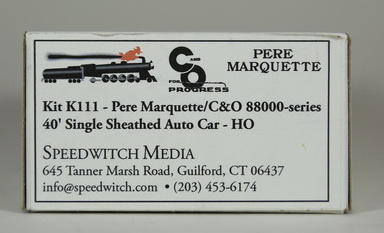 C AND O
FOR PROGRESS
PERE
MARQUETTE
Kit K111 - Pere Marquette/C&O 88000-series
40' Single Sheathed Auto Car - HO
SPEEDWITCH MEDIA
645 Tanner Marsh Road, Guilford, CT 06437
info@speedwitch.com • (203) 453-6174